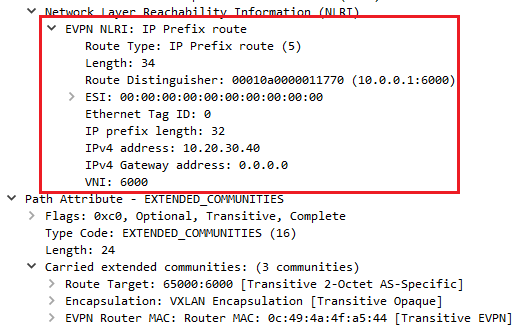 Network Layer Reachability Information (NLRI)
EVPN NLRI: IP Prefix route
Route Type: IP Prefix route (5)
Length: 34
Route Distinguisher: 00010a0000011770 (10.0.0.1:6000)
ESI: 00:00:00:00:00:00:00:00:00:00
Ethernet Tag ID: 0
IP prefix length: 32
IPv4 address: 10.20.30.40
IPv4 Gateway address: 0.0.0.0
VNI: 6000
Path Attribute - EXTENDED_COMMUNITIES
Flags: 0xc0, Optional, Transitive, Complete
Type Code: EXTENDED_COMMUNITIES (16)
Length: 24
Carried extended communities: (3 communities)
Route Target: 65000:6000 [Transitive 2-Octet AS-Specific]
Encapsulation: VXLAN Encapsulation [Transitive Opaque]
EVPN Router MAC: Router MAC: 0c:49:4a:4f:a5:44 [Transitive EVPN]